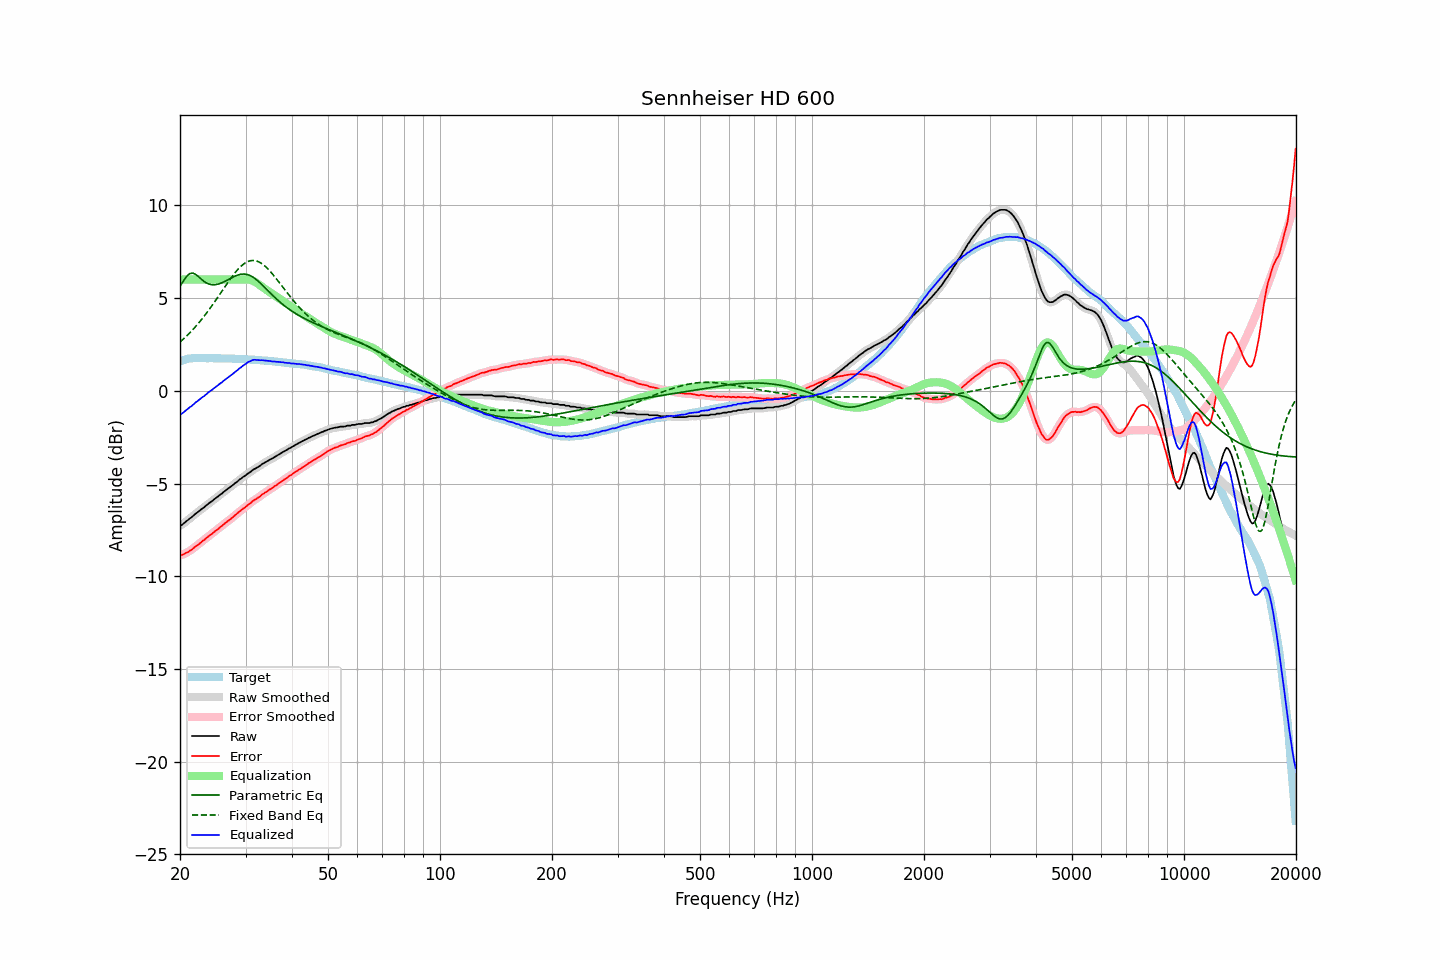 Sennheiser HD 600
Amplitude (dBr)
10
5
0
−5
−10
−15
−20
−25
Target
Raw Smoothed
Error Smoothed
Raw
Error
Equalization
Parametric Eq
Fixed Band Eq
Equalized
20 50 100 200 500 1000 2000 5000 10000 20000
Frequency (Hz)